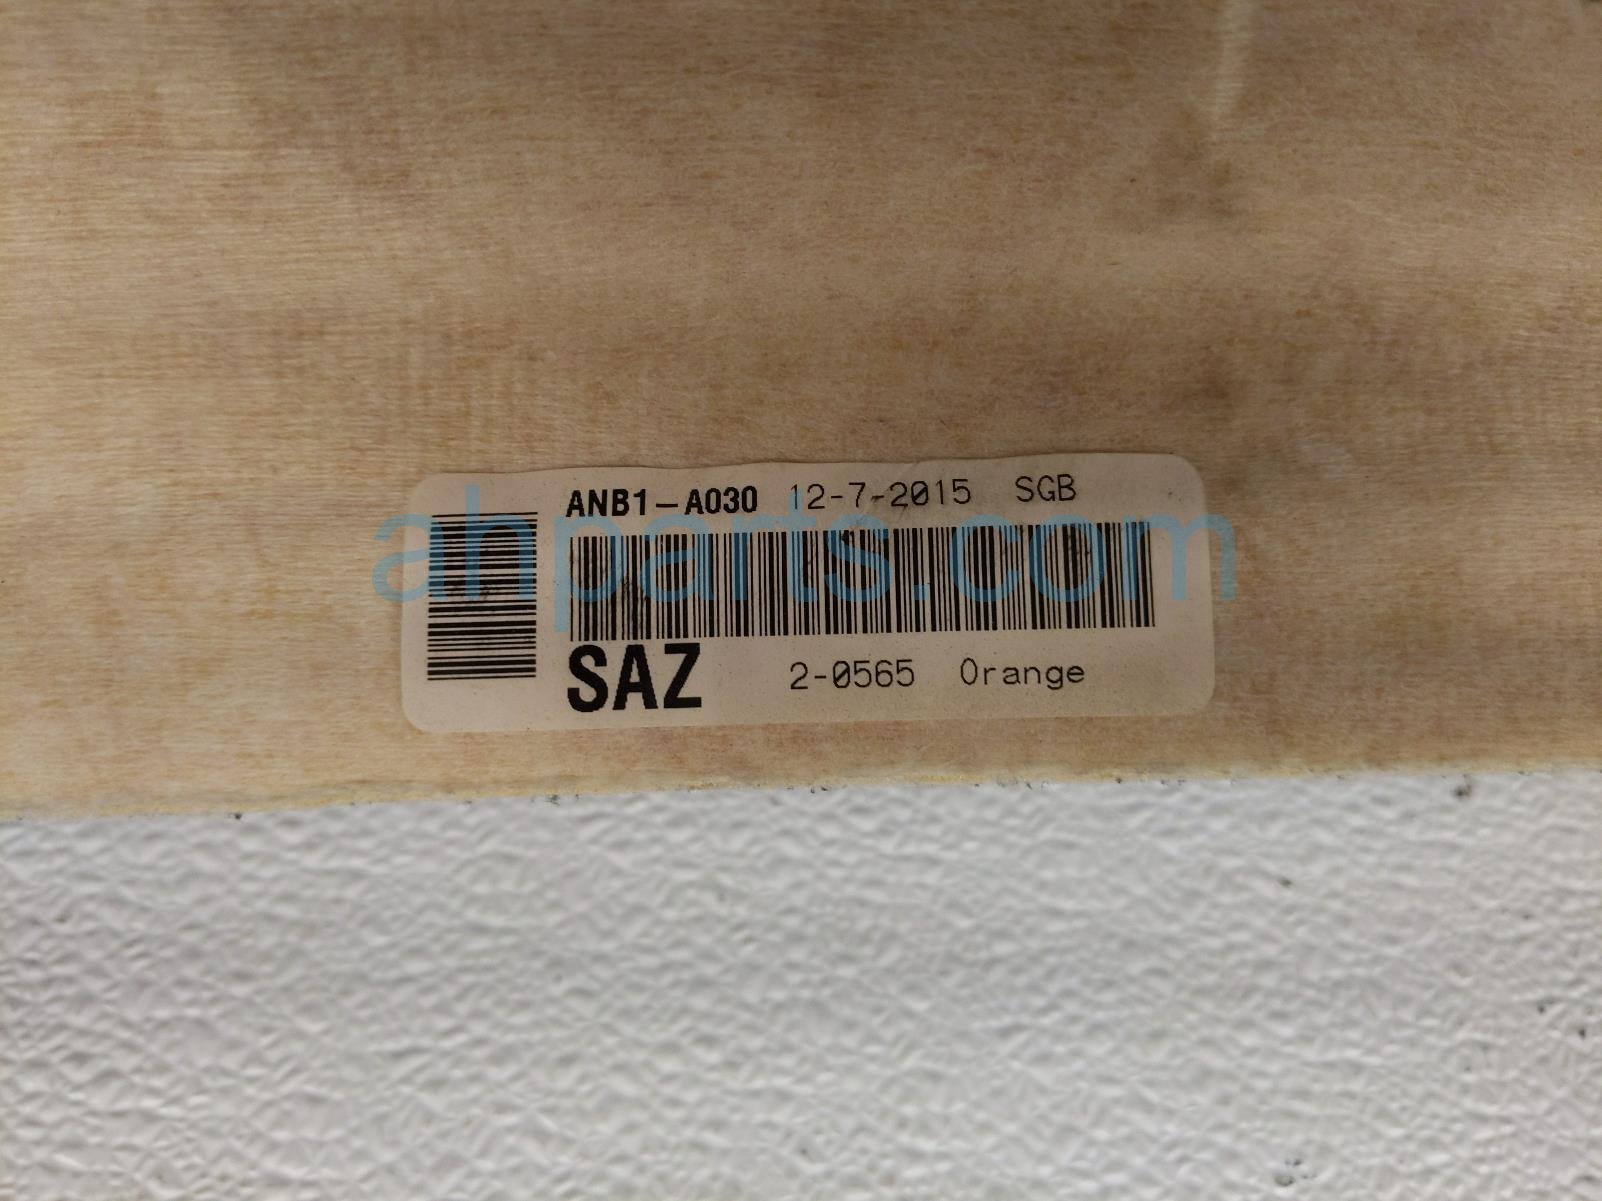 ANB1-A030 12-7-2015 SGB
ahparts.com
SAZ 2-0565 Orange